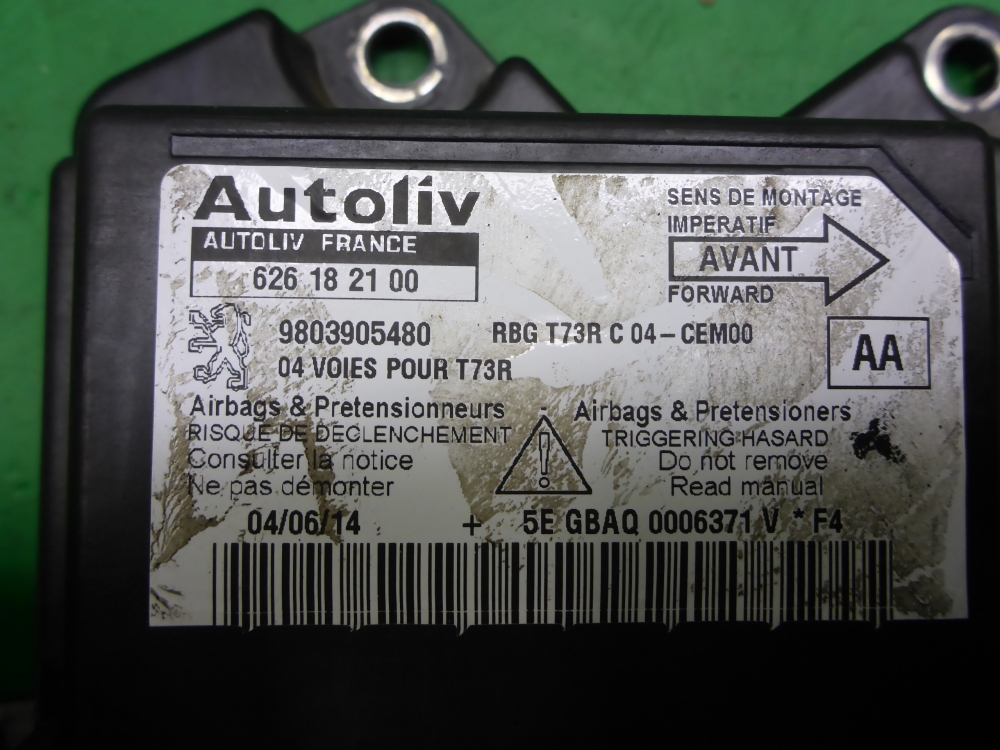 Autoliv
AUTOLIV FRANCE
626 18 21 00
SENS DE MONTAGE
IMPERATIF
AVANT
FORWARD
9803905480
RBG T73R C 04-CEM00
04 VOIES POUR T73R
AA
Airbags & Pretensionneurs - Airbags & Pretensioners
RISQUE DE DECLENCHEMENT
TRIGGERING HASARD
Consulter la notice
Do not remove
Ne pas démonter
Read manual
04/06/14 + 5E GBAQ 0006371 V * F4